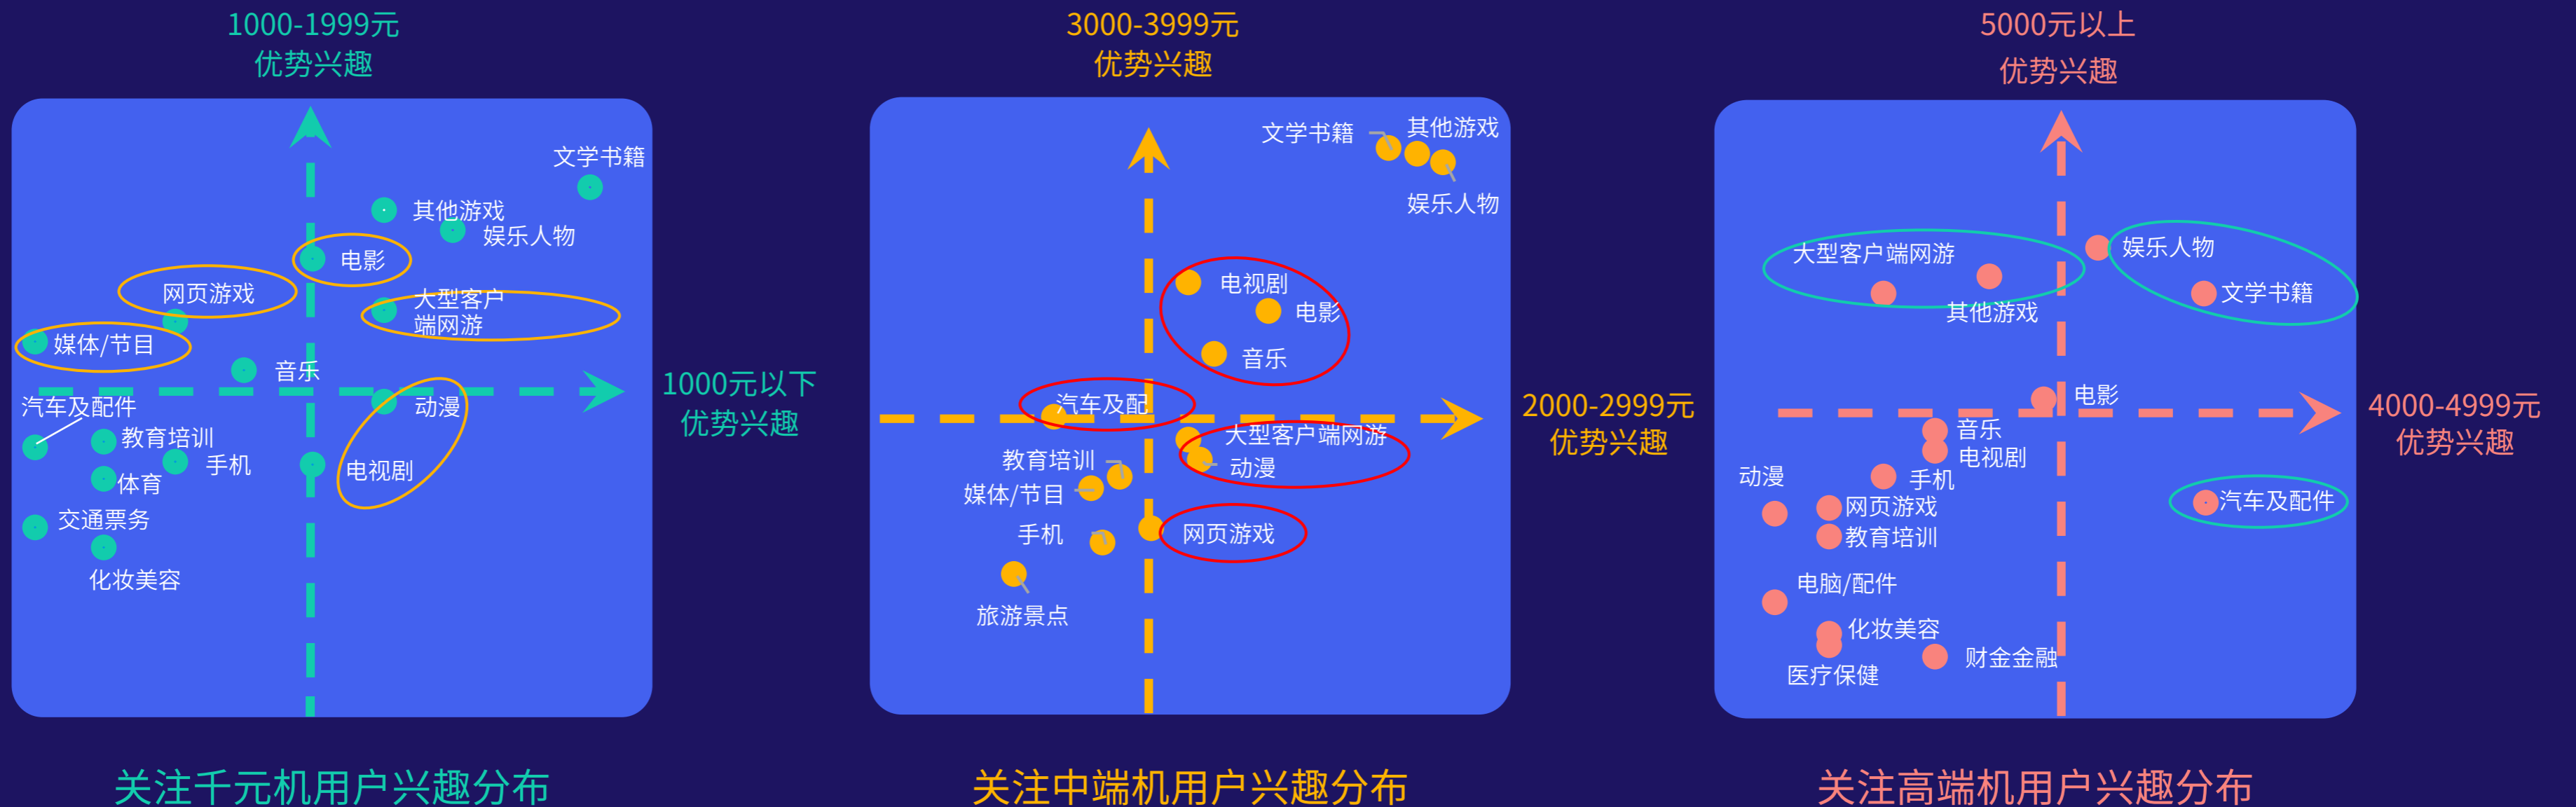 1000-1999元
优势兴趣
文学书籍
其他游戏
娱乐人物
电影
网页游戏
大型客户
端网游
媒体/节目
音乐
1000元以下
优势兴趣
汽车及配件
动漫
教育培训
手机
电视剧
体育
交通票务
化妆美容
关注千元机用户兴趣分布
3000-3999元
优势兴趣
文学书籍
其他游戏
娱乐人物
电视剧
电影
音乐
汽车及配
2000-2999元
优势兴趣
大型客户端网游
教育培训
动漫
媒体/节目
手机
网页游戏
旅游景点
关注中端机用户兴趣分布
5000元以上
优势兴趣
娱乐人物
大型客户端网游
文学书籍
其他游戏
电影
4000-4999元
优势兴趣
音乐
电视剧
动漫
手机
汽车及配件
网页游戏
教育培训
电脑/配件
化妆美容
财金金融
医疗保健
关注高端机用户兴趣分布